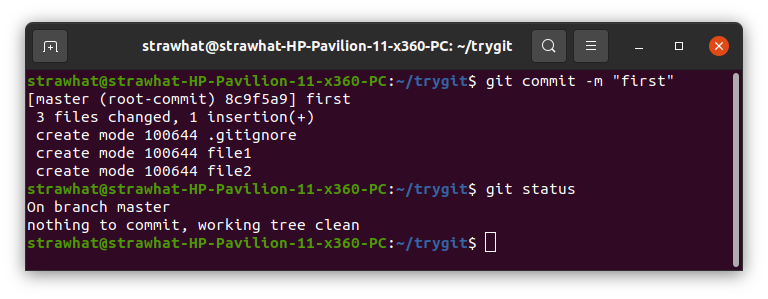 strawhat@strawhat-HP-Pavilion-11-x360-PC: ~/trygit
strawhat@strawhat-HP-Pavilion-11-x360-PC:~/trygit$ git commit -m "first"
[master (root-commit) 8c9f5a9] first
 3 files changed, 1 insertion(+)
 create mode 100644 .gitignore
 create mode 100644 file1
 create mode 100644 file2
strawhat@strawhat-HP-Pavilion-11-x360-PC:~/trygit$ git status
On branch master
nothing to commit, working tree clean
strawhat@strawhat-HP-Pavilion-11-x360-PC:~/trygit$